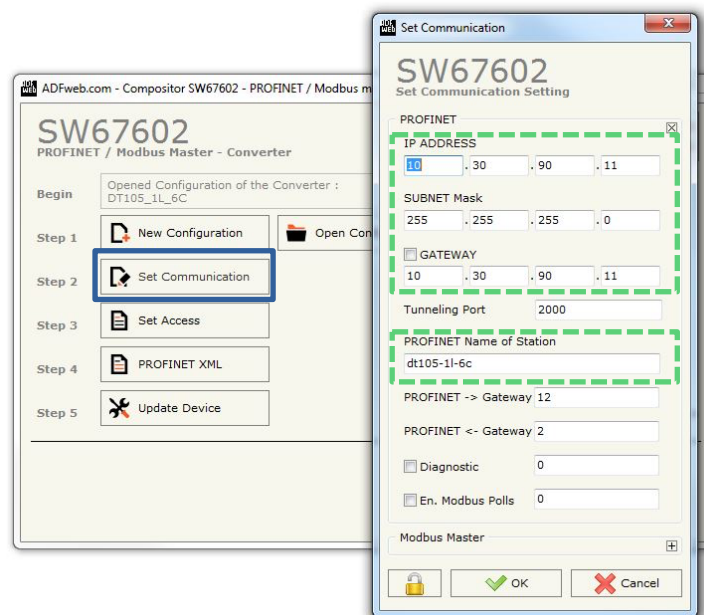 ADFweb.com - Compositor SW67602 - PROFINET / Modbus m
SW67602
PROFINET / Modbus Master - Converter
Begin
Opened Configuration of the Converter :
DT105_1L_6C
Step 1
New Configuration
Open Con
Step 2
Set Communication
Step 3
Set Access
Step 4
PROFINET XML
Step 5
Update Device
Set Communication
SW67602
Set Communication Setting
PROFINET
IP ADDRESS
10 . 30 . 90 . 11
SUBNET Mask
255 . 255 . 255 . 0
GATEWAY
10 . 30 . 90 . 11
Tunneling Port 2000
PROFINET Name of Station
dt105-1l-6c
PROFINET -> Gateway 12
PROFINET <- Gateway 2
Diagnostic 0
En. Modbus Polls 0
Modbus Master
OK
Cancel